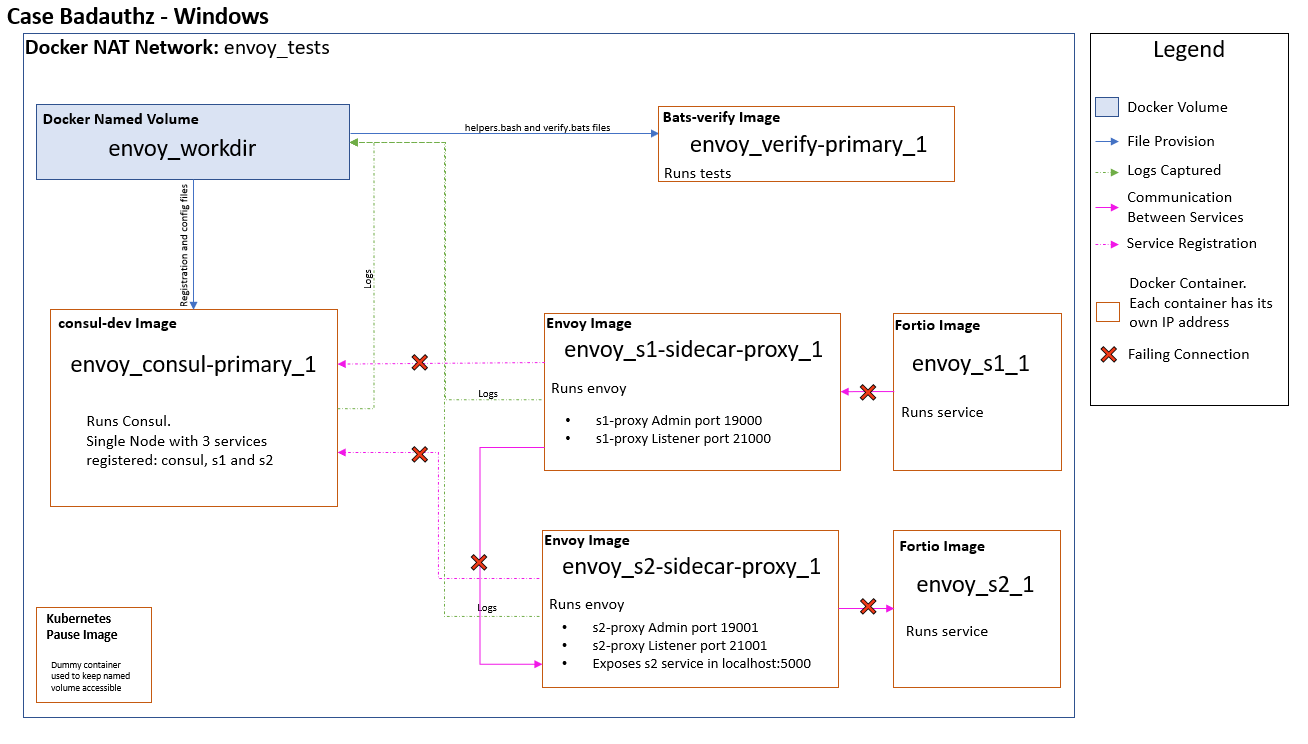 Case Badauthz - Windows
Docker NAT Network: envoy_tests
Docker Named Volume
envoy_workdir
helpers.bash and verify.bats files
Bats-verify Image
envoy_verify-primary_1
Runs tests
Registration and config files
Logs
consul-dev Image
envoy_consul-primary_1
Runs Consul.
Single Node with 3 services
registered: consul, s1 and s2
Envoy Image
envoy_s1-sidecar-proxy_1
Runs envoy
• s1-proxy Admin port 19000
• s1-proxy Listener port 21000
Logs
Fortio Image
envoy_s1_1
Runs service
Envoy Image
envoy_s2-sidecar-proxy_1
Runs envoy
• s2-proxy Admin port 19001
• s2-proxy Listener port 21001
• Exposes s2 service in localhost:5000
Logs
Fortio Image
envoy_s2_1
Runs service
Kubernetes
Pause Image
Dummy container
used to keep named
volume accessible
Legend
Docker Volume
File Provision
Logs Captured
Communication
Between Services
Service Registration
Docker Container.
Each container has its
own IP address
Failing Connection